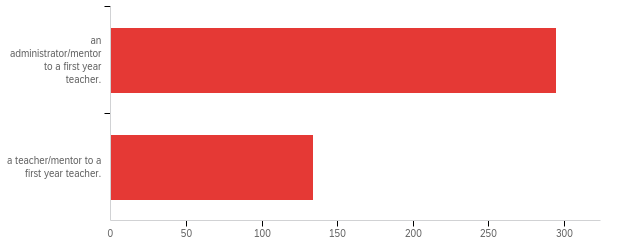 an
administrator/mentor
to a first year
teacher.
a teacher/mentor to a
first year teacher.
0 50 100 150 200 250 300